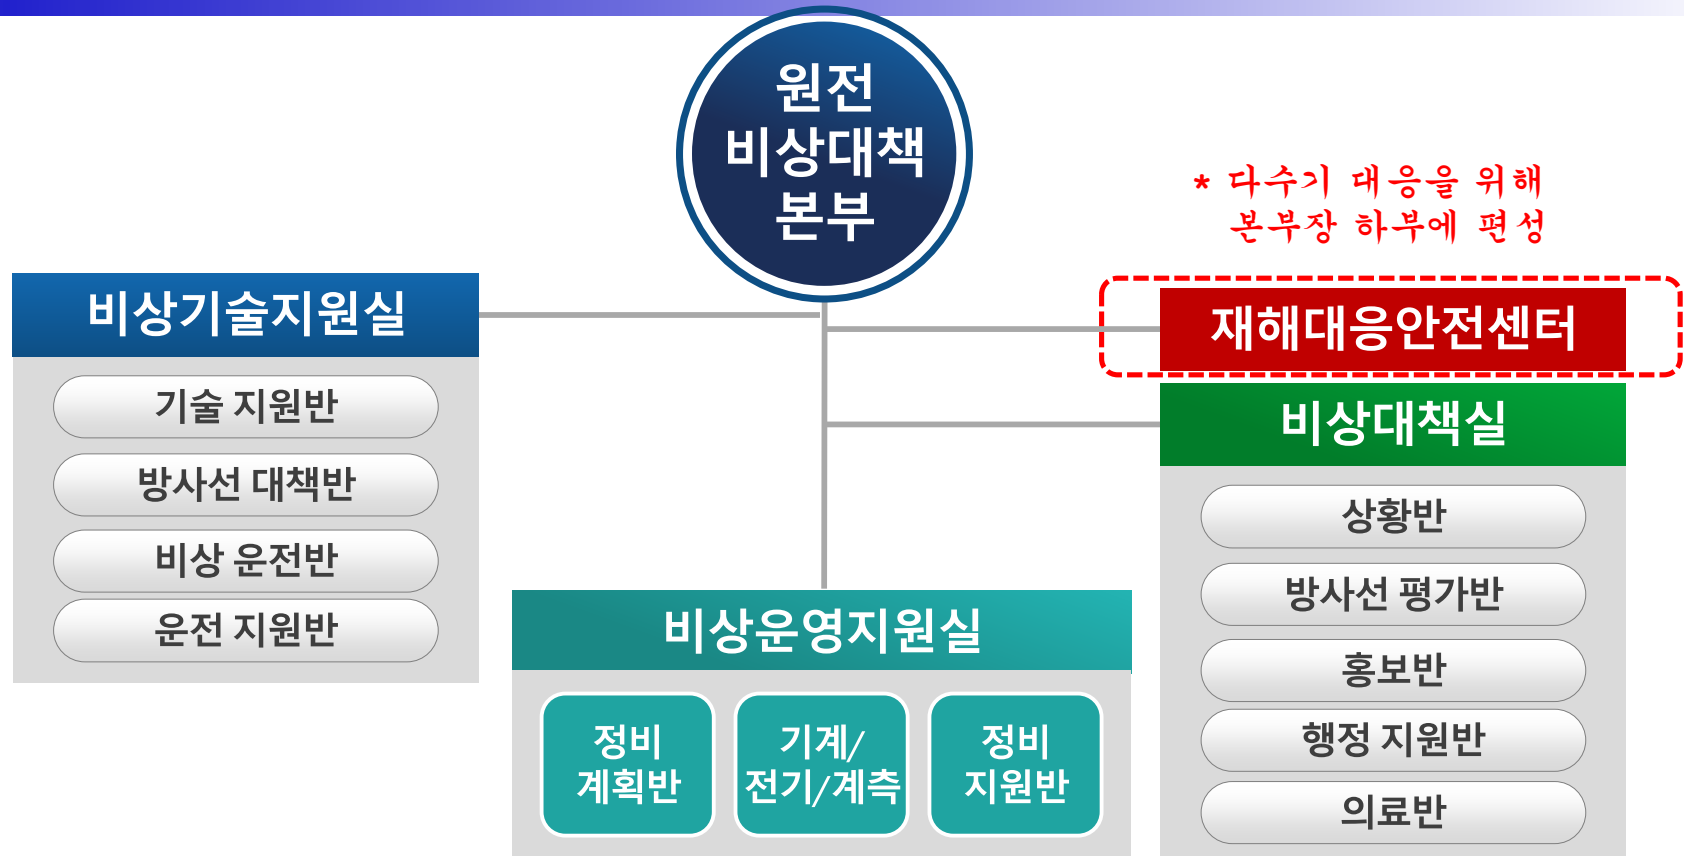 원전
비상대책
본부
* 다수기 대응을 위해
본부장 하부에 편성
비상기술지원실
기술 지원반
방사선 대책반
비상 운전반
운전 지원반
재해대응안전센터
비상대책실
상황반
방사선 평가반
홍보반
행정 지원반
의료반
비상운영지원실
정비
계획반
기계/
전기/계측
정비
지원반